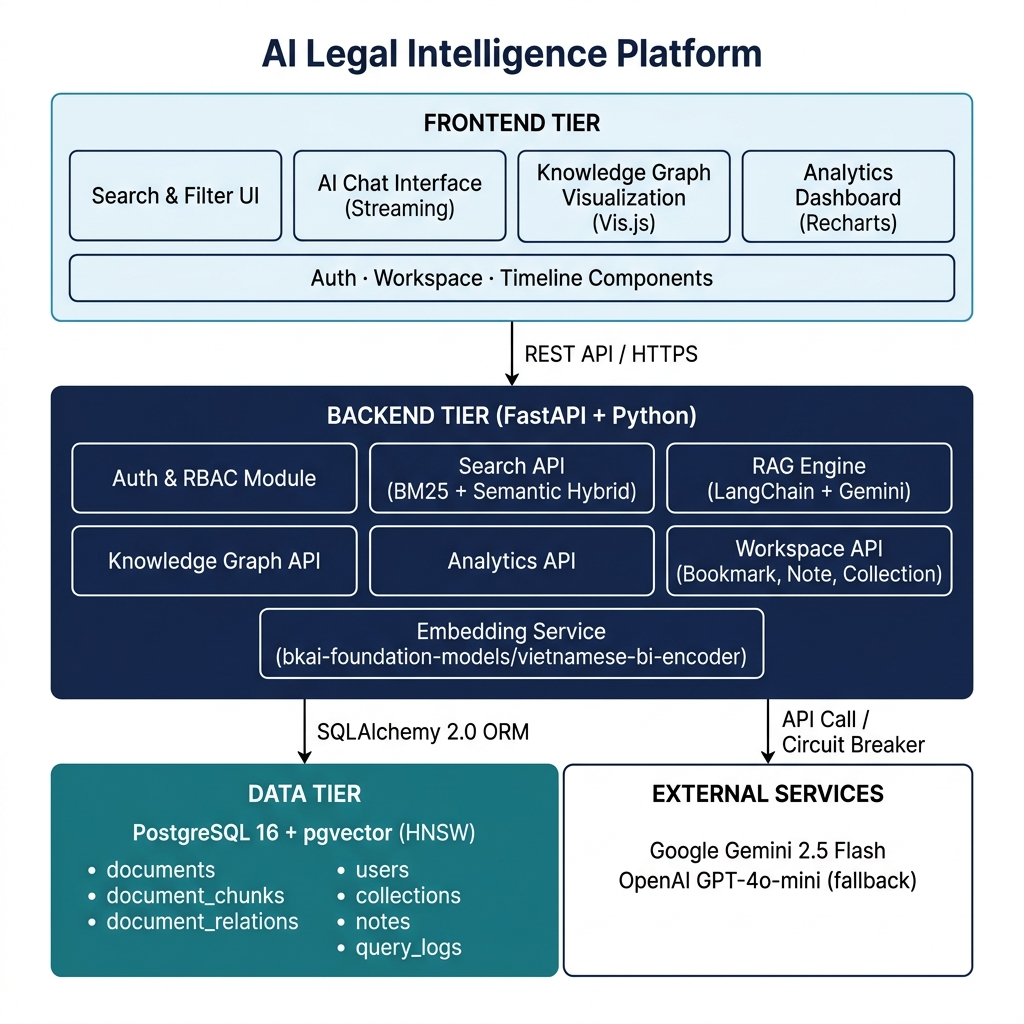 AI Legal Intelligence Platform
FRONTEND TIER
Search & Filter UI
AI Chat Interface
(Streaming)
Knowledge Graph
Visualization
(Vis.js)
Analytics
Dashboard
(Recharts)
Auth · Workspace · Timeline Components
REST API / HTTPS
BACKEND TIER (FastAPI + Python)
Auth & RBAC Module
Search API
(BM25 + Semantic Hybrid)
RAG Engine
(LangChain + Gemini)
Knowledge Graph API
Analytics API
Workspace API
(Bookmark, Note, Collection)
Embedding Service
(bkai-foundation-models/vietnamese-bi-encoder)
SQLAlchemy 2.0 ORM
API Call /
Circuit Breaker
DATA TIER
PostgreSQL 16 + pgvector (HNSW)
• documents
• document_chunks
• document_relations
• users
• collections
• notes
• query_logs
EXTERNAL SERVICES
Google Gemini 2.5 Flash
OpenAI GPT-4o-mini (fallback)